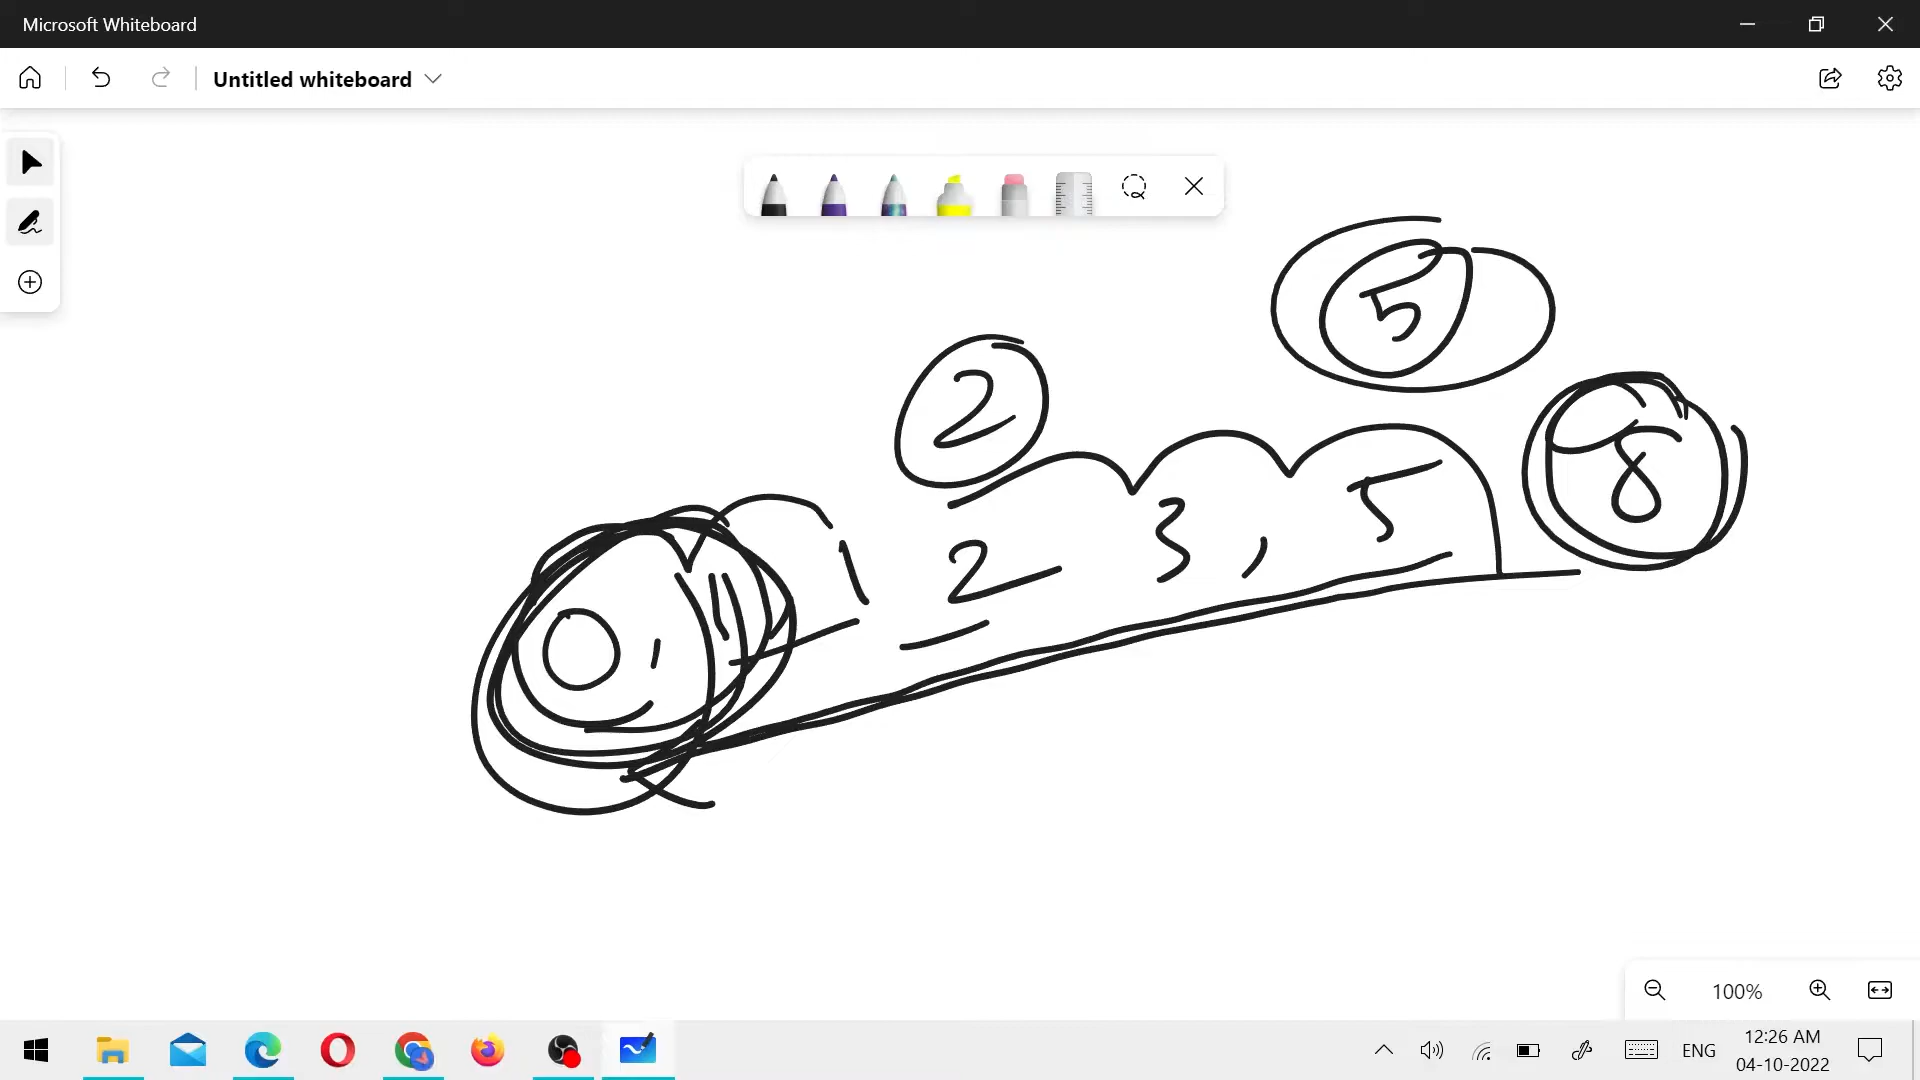 Microsoft Whiteboard
Untitled whiteboard
5
2
8
0, 1 1 2 3, 5
100%
ENG
12:26 AM
04-10-2022